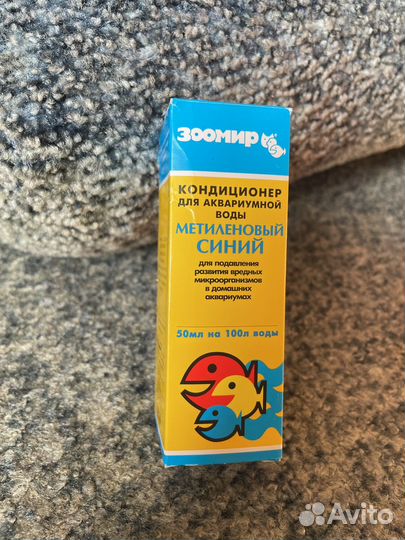 ЗООМИР
КОНДИЦИОНЕР
ДЛЯ АКВАРИУМНОЙ
ВОДЫ
МЕТИЛЕНОВЫЙ
СИНИЙ
для подавления
развития вредных
микроорганизмов
в домашних
аквариумах
50мл на 100л воды
Avito